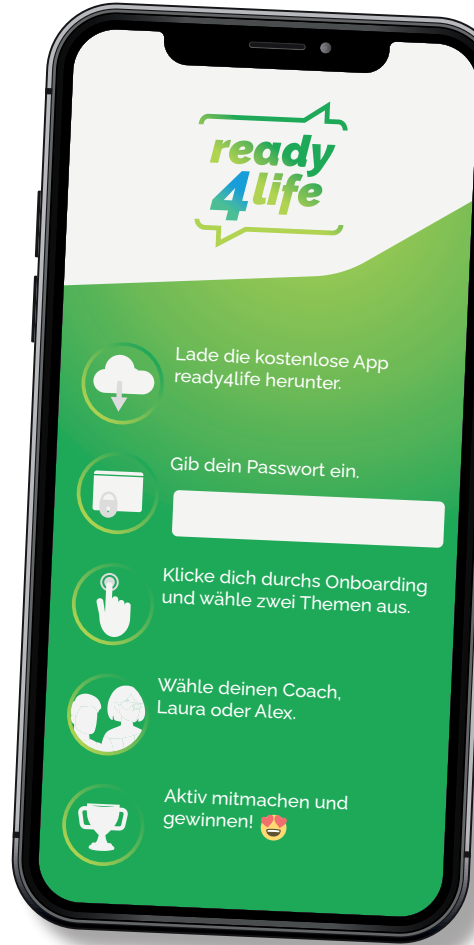 ready
4life
Lade die kostenlose App
ready4life herunter.
Gib dein Passwort ein.
Klicke dich durchs Onboarding
und wähle zwei Themen aus.
Wähle deinen Coach,
Laura oder Alex.
Aktiv mitmachen und
gewinnen! 😍